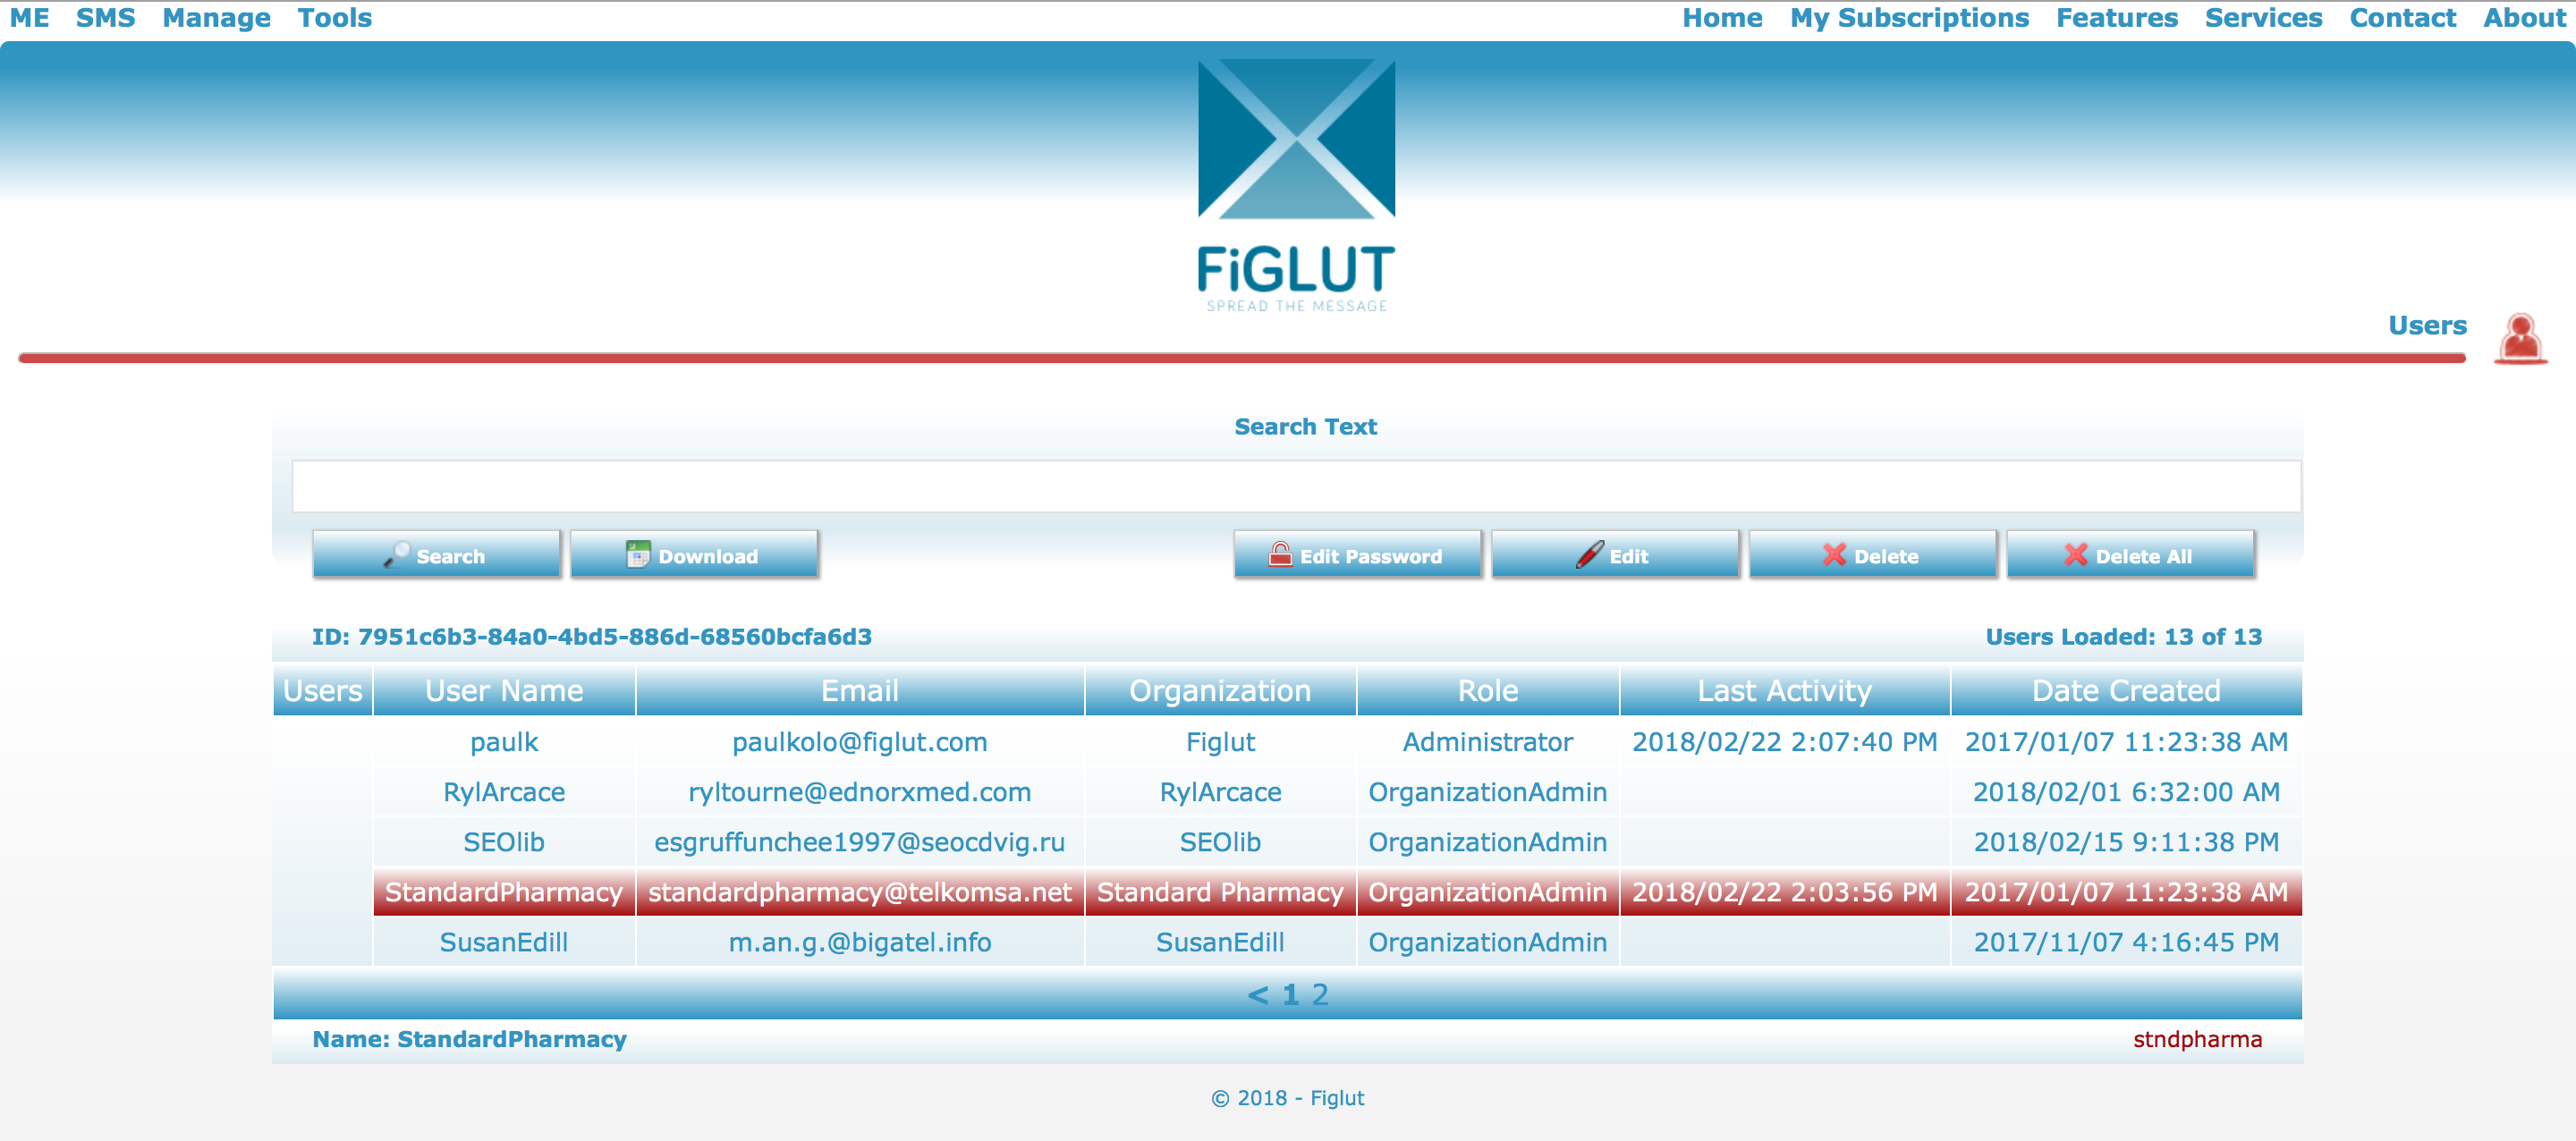 ME SMS Manage Tools Home My Subscriptions Features Services Contact About
FiGLUT
SPREAD THE MESSAGE
Users
Search Text
Search Download Edit Password Edit Delete Delete All
ID: 7951c6b3-84a0-4bd5-886d-68560bcfa6d3 Users Loaded: 13 of 13
Users User Name Email Organization Role Last Activity Date Created
paulk paulkolo@figlut.com Figlut Administrator 2018/02/22 2:07:40 PM 2017/01/07 11:23:38 AM
RylArcace ryltourne@ednorxmed.com RylArcace OrganizationAdmin 2018/02/01 6:32:00 AM
SEOlib esgruffunchee1997@seocdvig.ru SEOlib OrganizationAdmin 2018/02/15 9:11:38 PM
StandardPharmacy standardpharmacy@telkomsa.net Standard Pharmacy OrganizationAdmin 2018/02/22 2:03:56 PM 2017/01/07 11:23:38 AM
SusanEdill m.an.g.@bigatel.info SusanEdill OrganizationAdmin 2017/11/07 4:16:45 PM
< 1 2
Name: StandardPharmacy stndpharma
© 2018 - Figlut